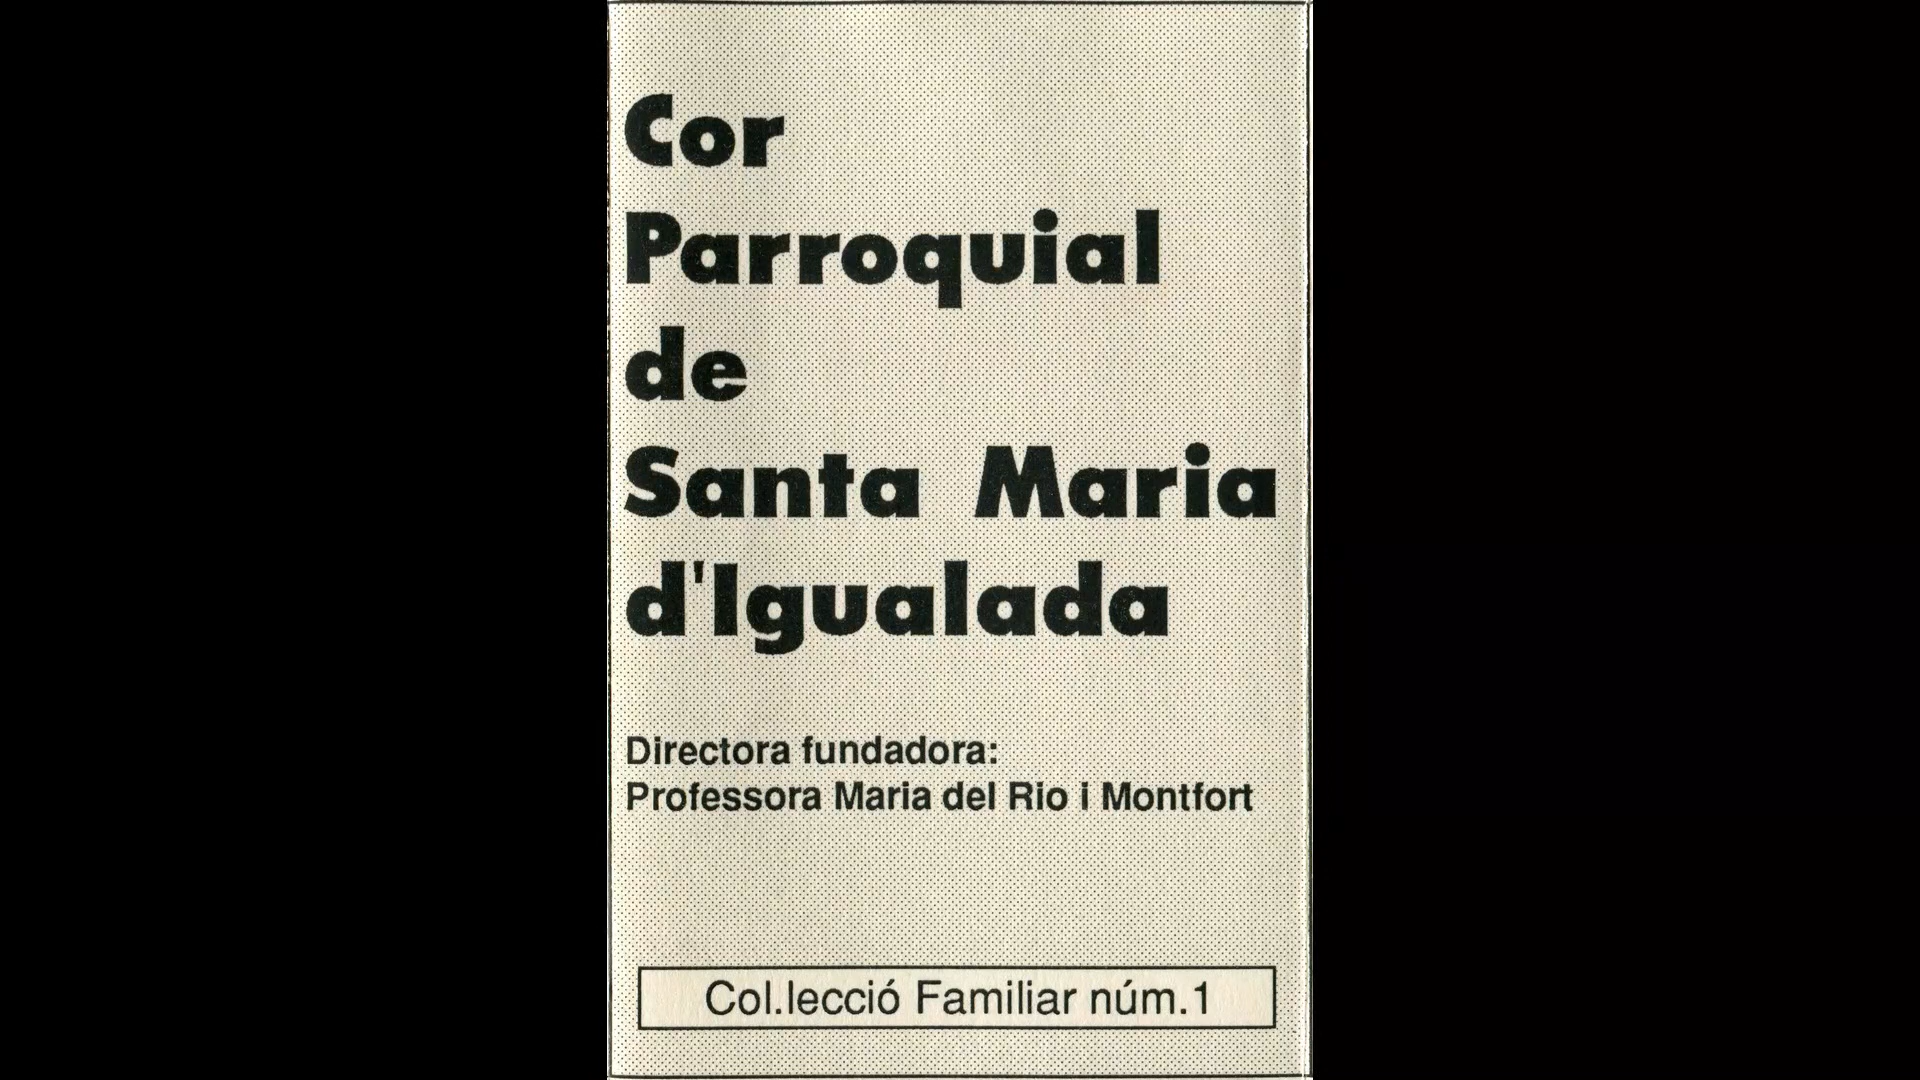 Cor
Parroquial
de
Santa Maria
d'Igualada
Directora fundadora:
Professora Maria del Rio i Montfort
Col.lecció Familiar núm.1